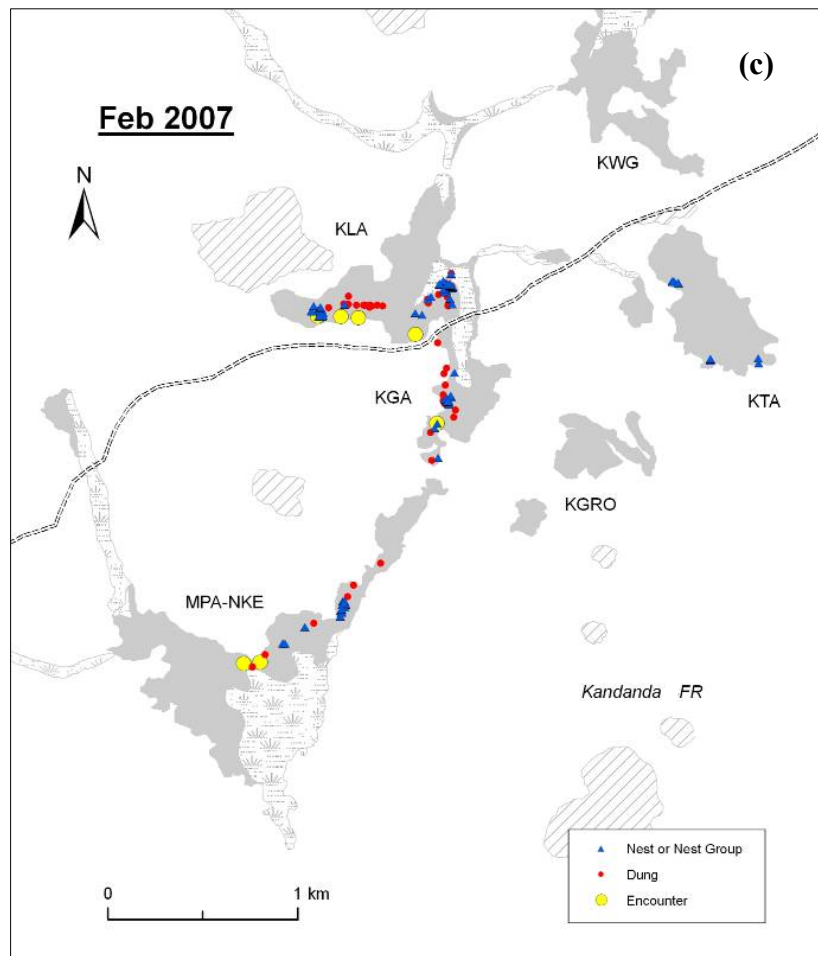 (c)
Feb 2007
N
KWG
KLA
KGA
KTA
KGRO
MPA-NKE
Kandanda FR
Nest or Nest Group
Dung
Encounter
0 1 km